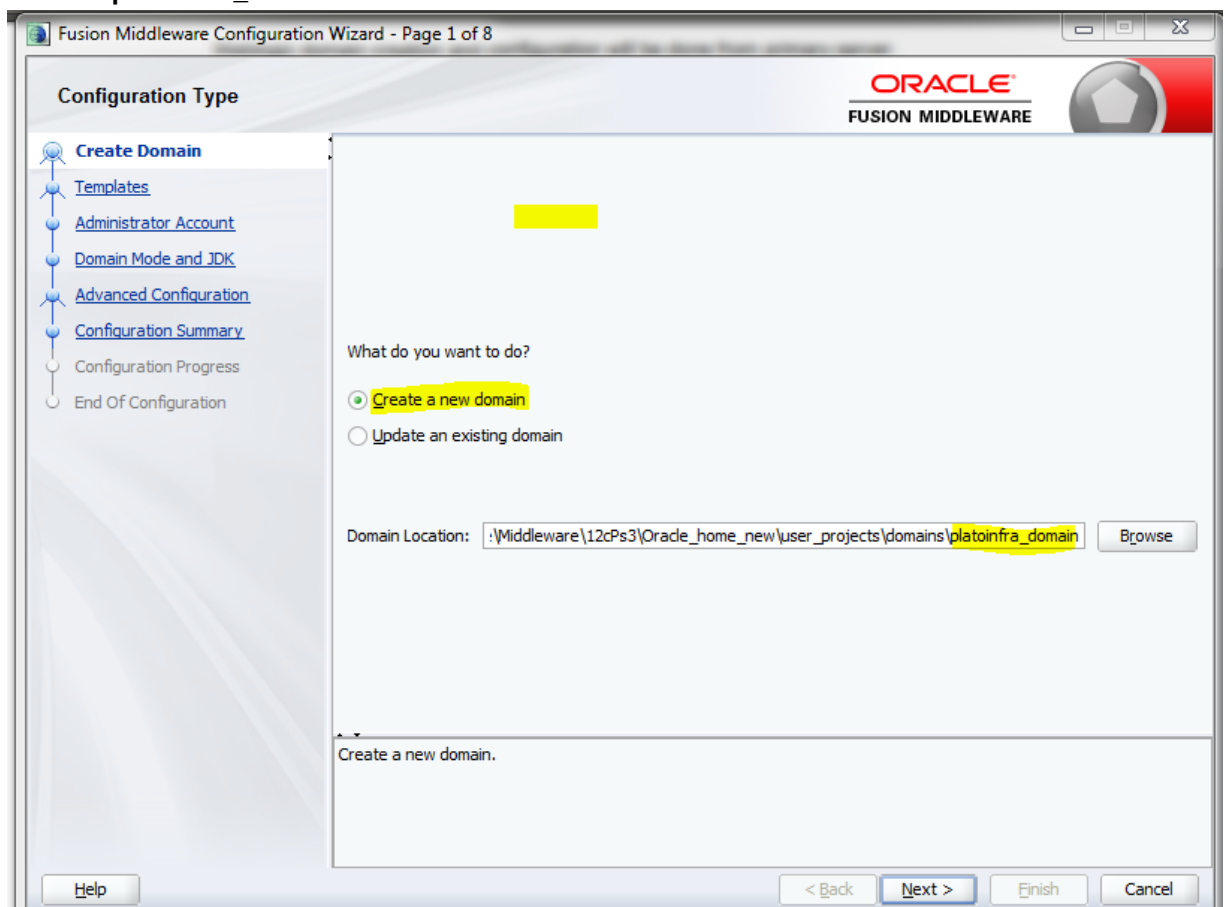 Fusion Middleware Configuration Wizard - Page 1 of 8
Configuration Type
ORACLE
FUSION MIDDLEWARE
Create Domain
Templates
Administrator Account
Domain Mode and JDK
Advanced Configuration
Configuration Summary
Configuration Progress
End Of Configuration
What do you want to do?
Create a new domain
Update an existing domain
Domain Location: :\Middleware\12cPs3\Oracle_home_new\user_projects\domains\platoinfra_domain Browse
Create a new domain.
Help < Back Next > Finish Cancel